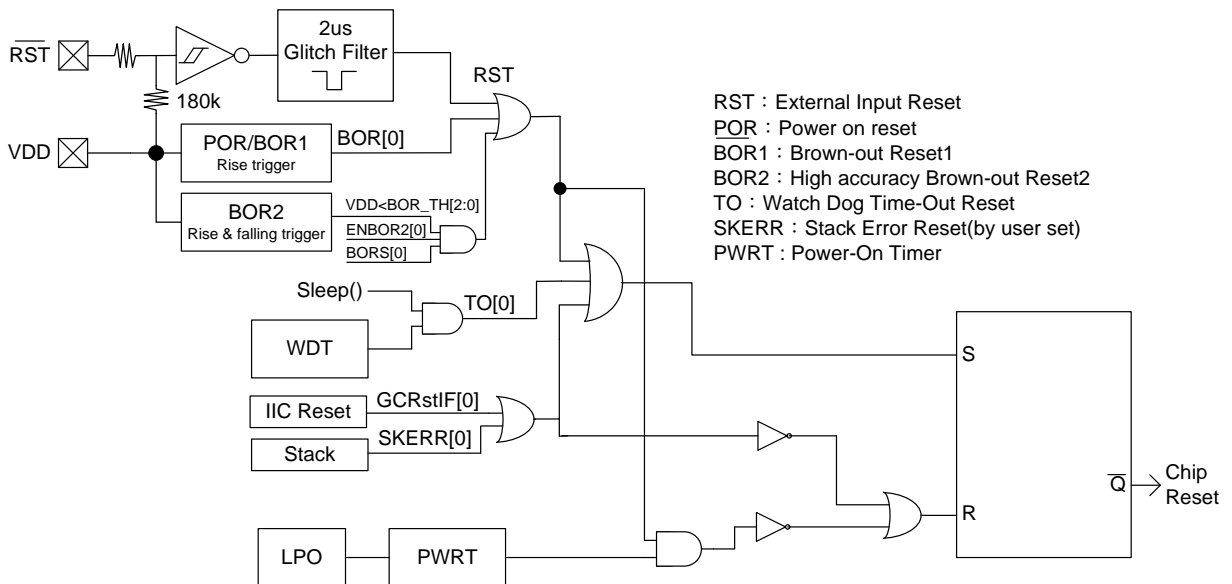 RST
2us
Glitch Filter
RST
180k
VDD
POR/BOR1
Rise trigger
BOR[0]
BOR2
Rise & falling trigger
VDD<BOR_TH[2:0]
ENBOR2[0]
BORS[0]
RST：External Input Reset
POR：Power on reset
BOR1：Brown-out Reset1
BOR2：High accuracy Brown-out Reset2
TO：Watch Dog Time-Out Reset
SKERR：Stack Error Reset(by user set)
PWRT : Power-On Timer
Sleep()
TO[0]
WDT
IIC Reset
GCRstIF[0]
Stack
SKERR[0]
LPO
PWRT
S
R
Q
Chip
Reset